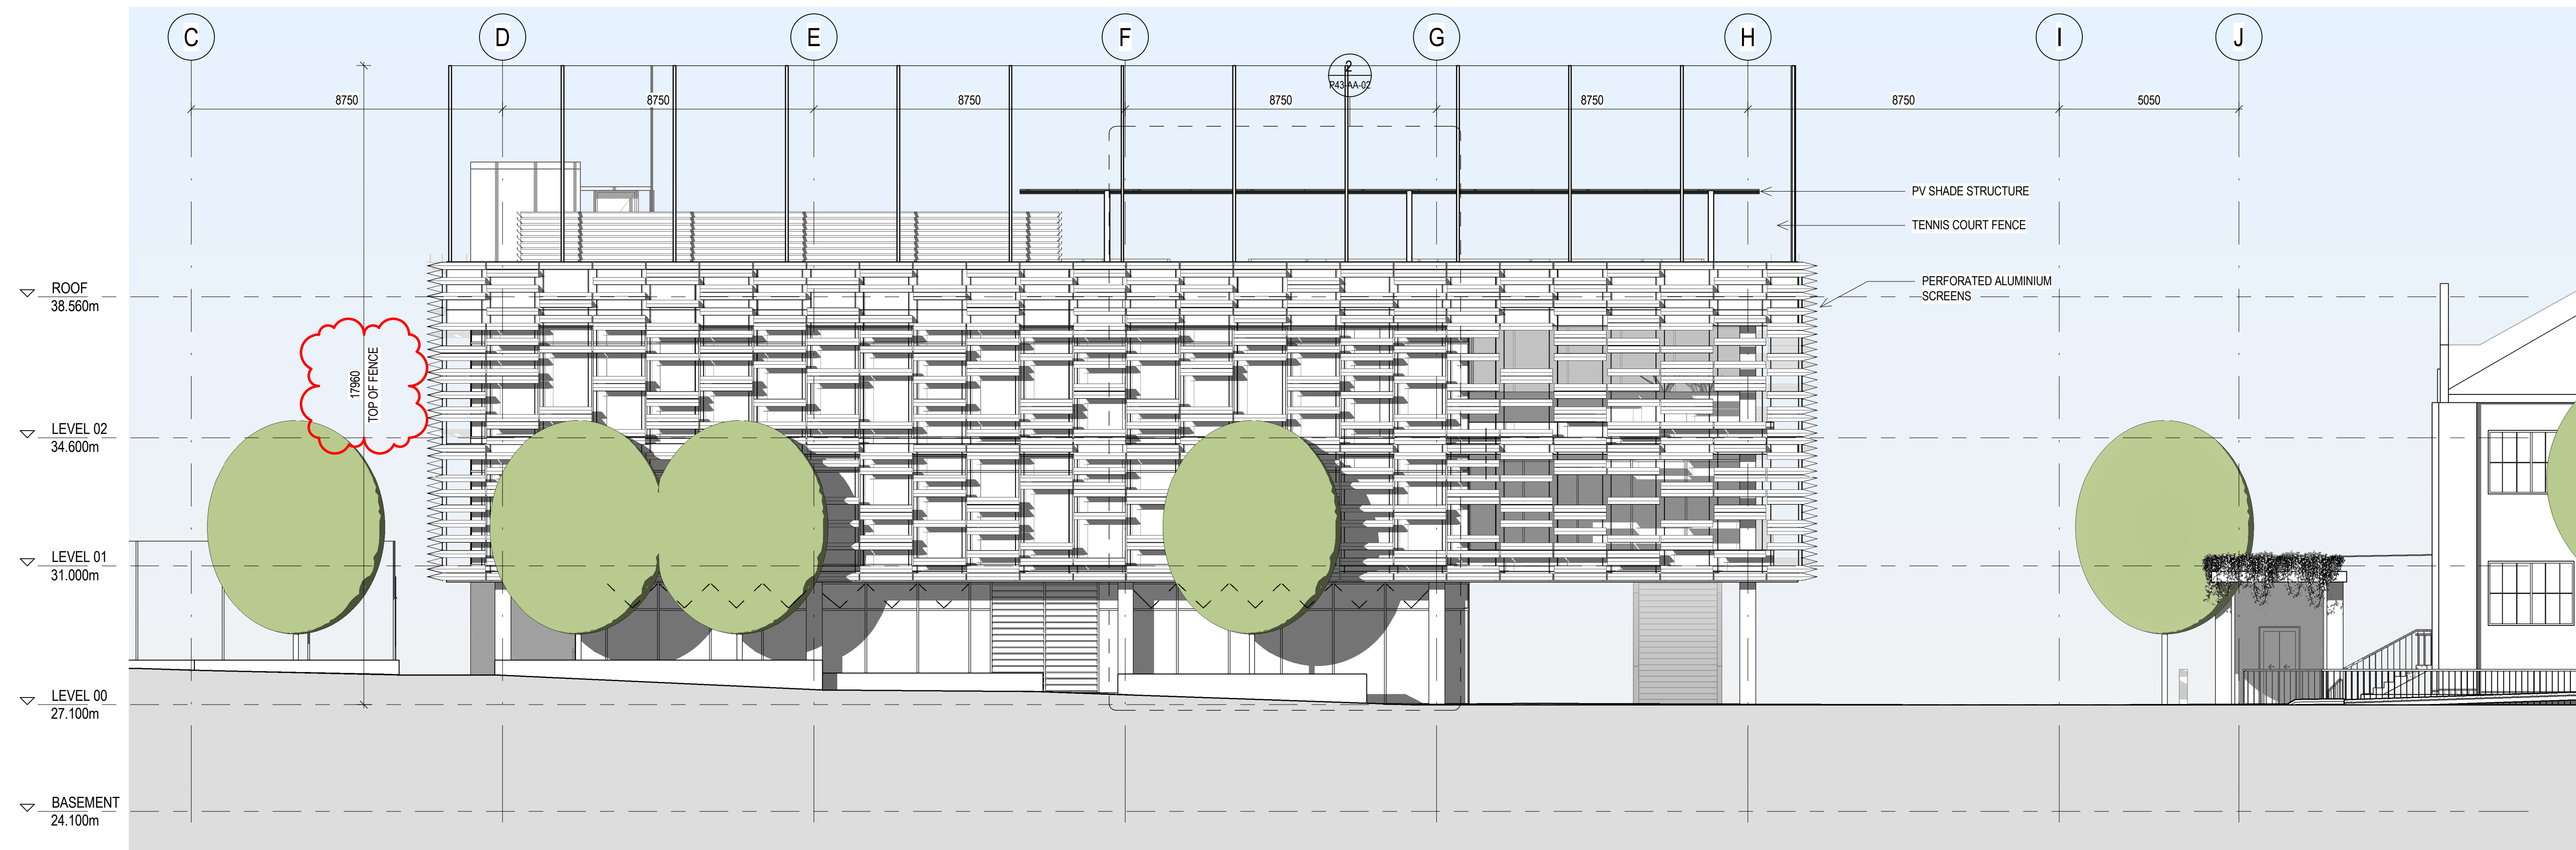 C
D
E
F
G
H
I
J
2
P43-AA-02
8750
8750
8750
8750
8750
8750
5050
PV SHADE STRUCTURE
TENNIS COURT FENCE
PERFORATED ALUMINIUM
SCREENS
ROOF
38.560m
17960
TOP OF FENCE
LEVEL 02
34.600m
LEVEL 01
31.000m
LEVEL 00
27.100m
BASEMENT
24.100m